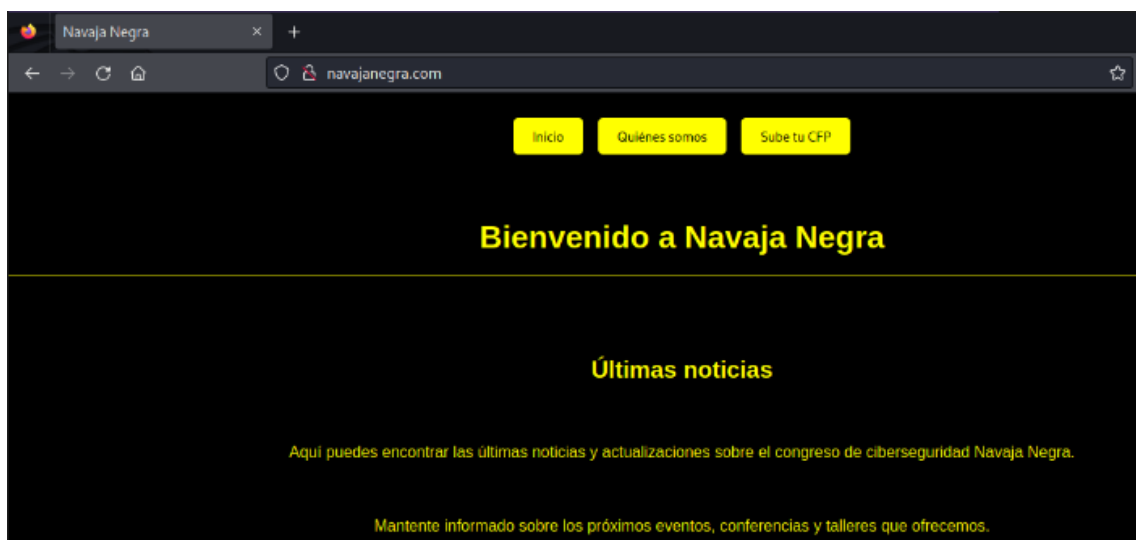 Navaja Negra
navajanegra.com
Inicio Quiénes somos Sube tu CFP
Bienvenido a Navaja Negra
Últimas noticias
Aquí puedes encontrar las últimas noticias y actualizaciones sobre el congreso de ciberseguridad Navaja Negra.
Mantente informado sobre los próximos eventos, conferencias y talleres que ofrecemos.